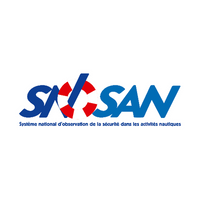 SNOSAN
Système national d'observation de la sécurité dans les activités nautiques